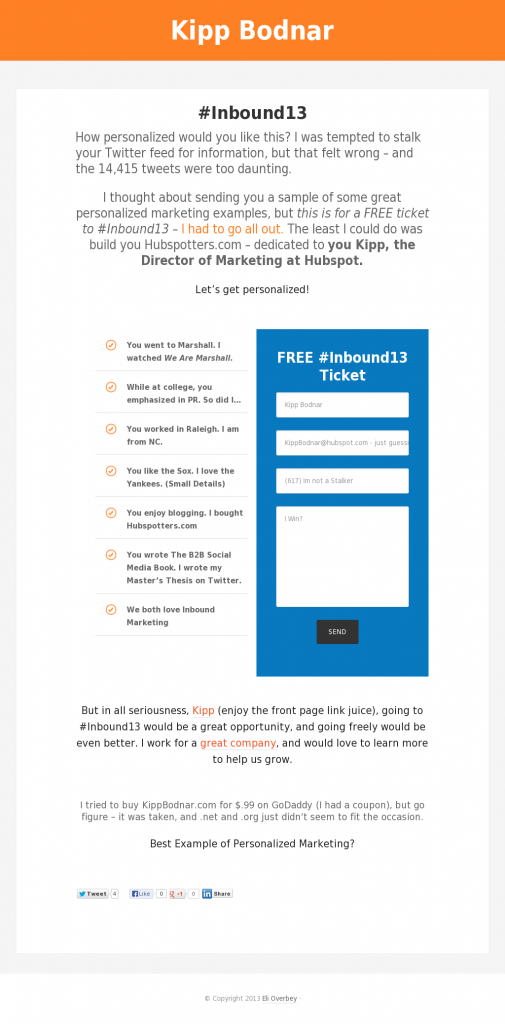 Kipp Bodnar
#Inbound13
How personalized would you like this? I was tempted to stalk
your Twitter feed for information, but that felt wrong – and
the 14,415 tweets were too daunting.
I thought about sending you a sample of some great
personalized marketing examples, but this is for a FREE ticket
to #Inbound13 – I had to go all out. The least I could do was
build you Hubspotters.com – dedicated to you Kipp, the
Director of Marketing at Hubspot.
Let's get personalized!
You went to Marshall. I
watched We Are Marshall.
While at college, you
emphasized in PR. So did I...
You worked in Raleigh. I am
from NC.
You like the Sox. I love the
Yankees. (Small Details)
You enjoy blogging. I bought
Hubspotters.com
You wrote The B2B Social
Media Book. I wrote my
Master's Thesis on Twitter.
We both love Inbound
Marketing
FREE #Inbound13
Ticket
Kipp Bodnar
KippBodnar@hubspot.com - just guess
(617) Im not a Stalker
I Win?
SEND
But in all seriousness, Kipp (enjoy the front page link juice), going to
#Inbound13 would be a great opportunity, and going freely would be
even better. I work for a great company, and would love to learn more
to help us grow.
I tried to buy KippBodnar.com for $.99 on GoDaddy (I had a coupon), but go
figure – it was taken, and .net and .org just didn't seem to fit the occasion.
Best Example of Personalized Marketing?
Tweet 4 Like 0 +1 0 in Share
© Copyright 2013 Eli Overbey ·